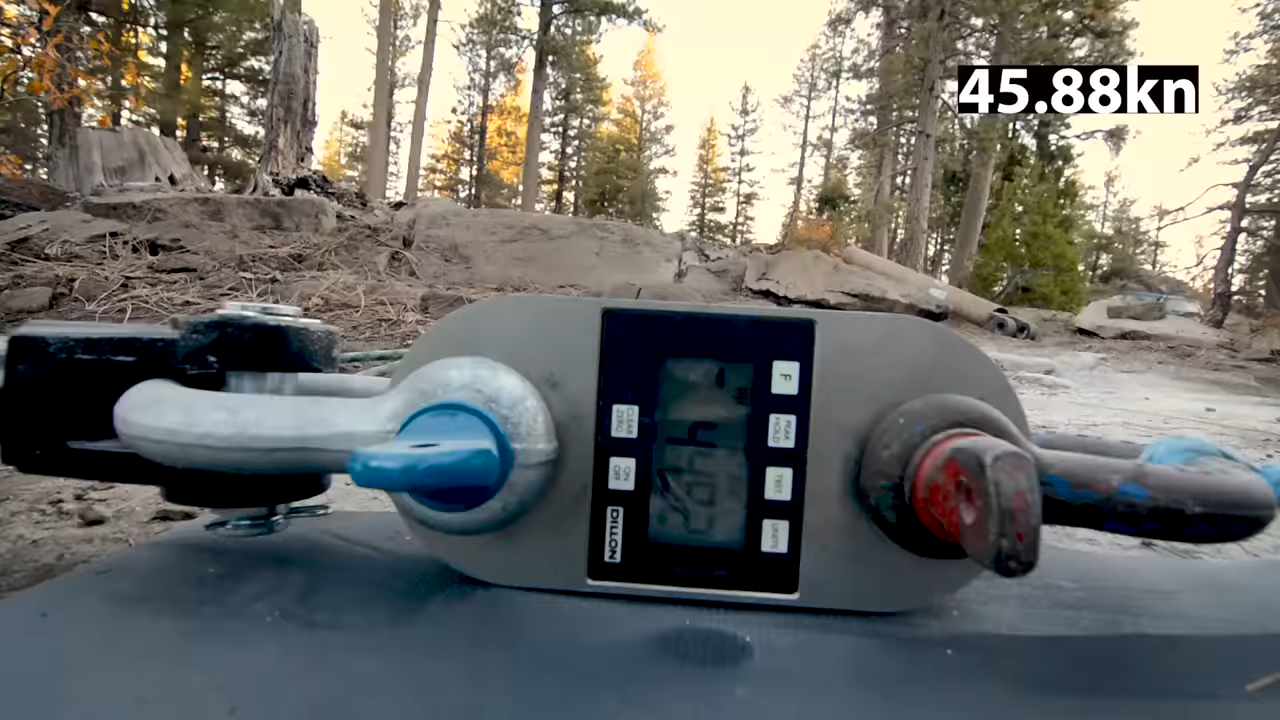 45.88kn
F
PEAK
HOLD
TEST
UNITS
CLEAR
ZERO
ON
OFF
DILLON